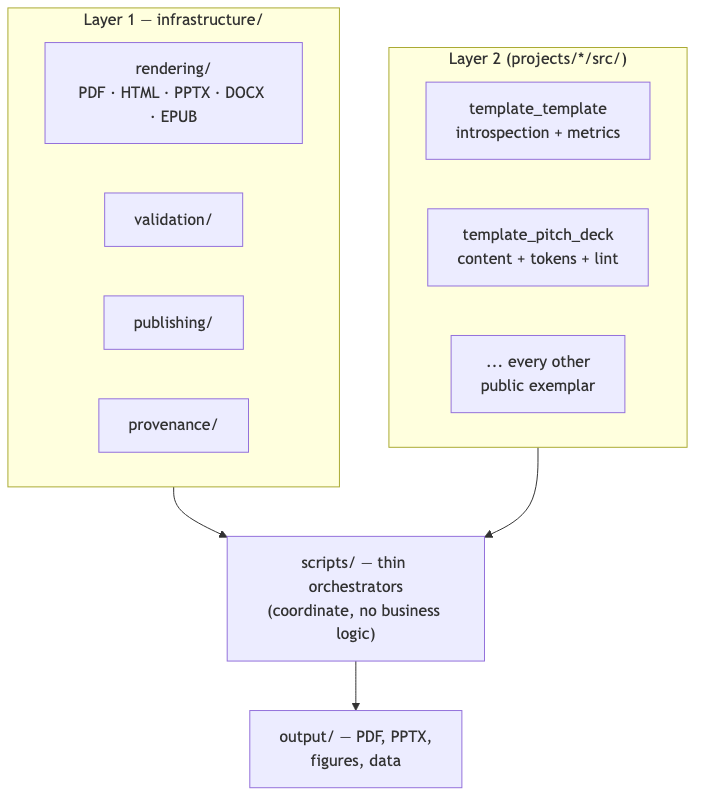 Layer 1 — infrastructure/
rendering/
PDF · HTML · PPTX · DOCX
· EPUB
validation/
publishing/
provenance/
Layer 2 (projects/*/src/)
template_template
introspection + metrics
template_pitch_deck
content + tokens + lint
... every other
public exemplar
scripts/ — thin
orchestrators
(coordinate, no business
logic)
output/ — PDF, PPTX,
figures, data